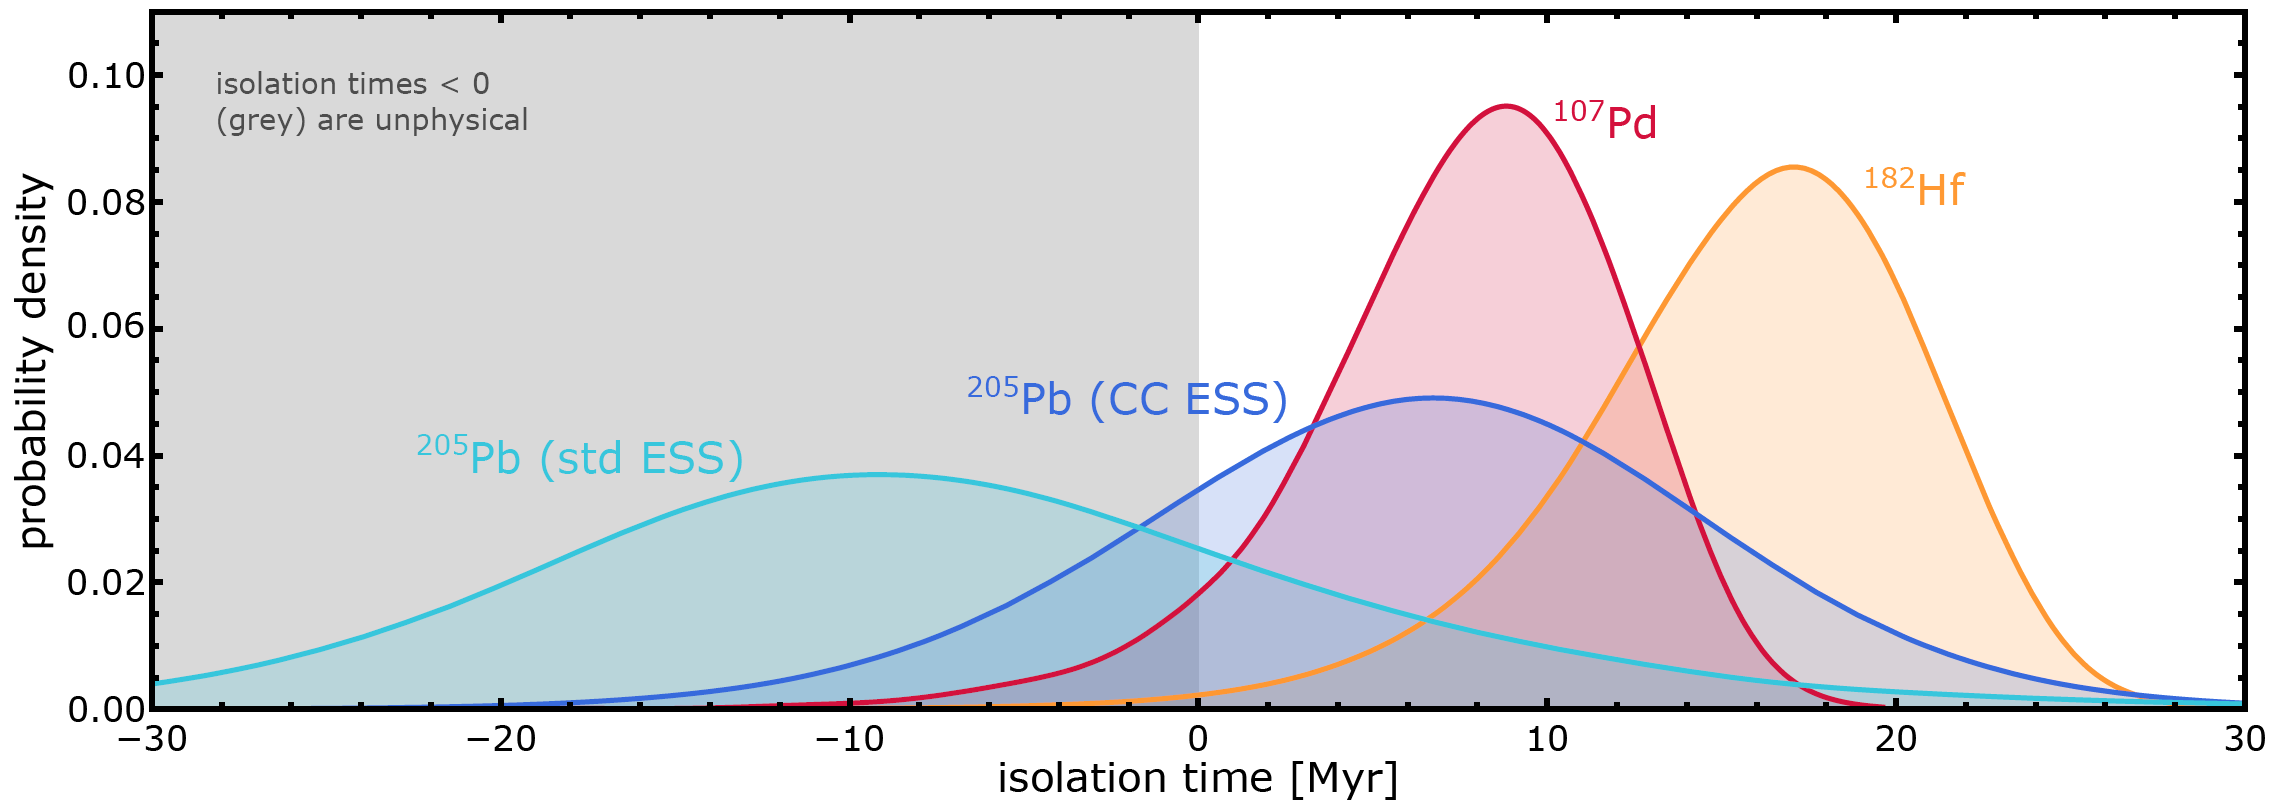 isolation times < 0
(grey) are unphysical
¹⁰⁷Pd
¹⁸²Hf
²⁰⁵Pb (CC ESS)
²⁰⁵Pb (std ESS)
probability density
0.10
0.08
0.06
0.04
0.02
0.00
−30 −20 −10 0 10 20 30
isolation time [Myr]